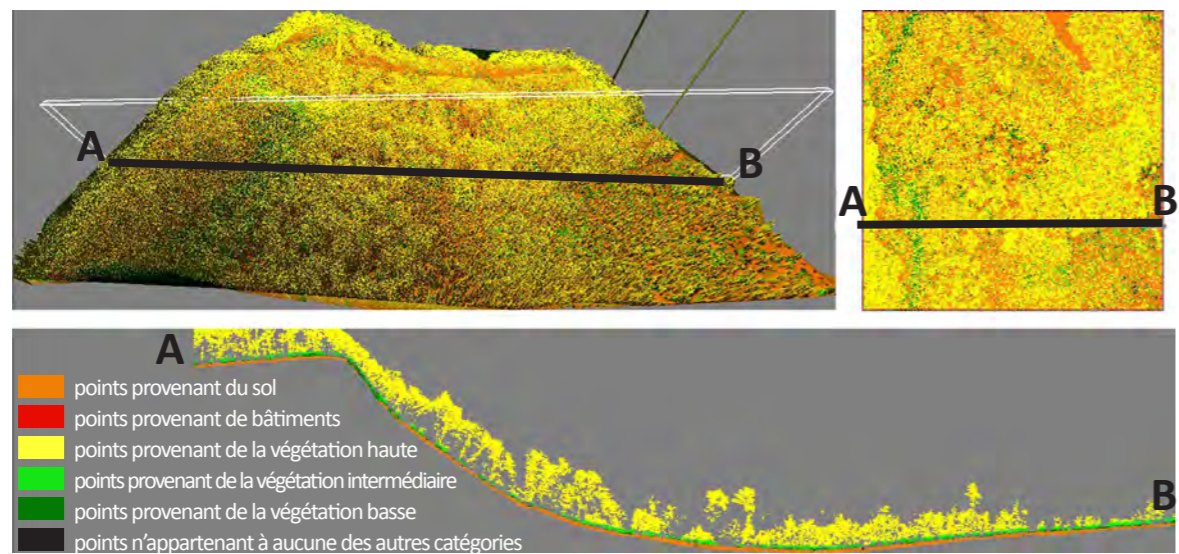 A
B
A
B
A
B
points provenant du sol
points provenant de bâtiments
points provenant de la végétation haute
points provenant de la végétation intermédiaire
points provenant de la végétation basse
points n'appartenant à aucune des autres catégories